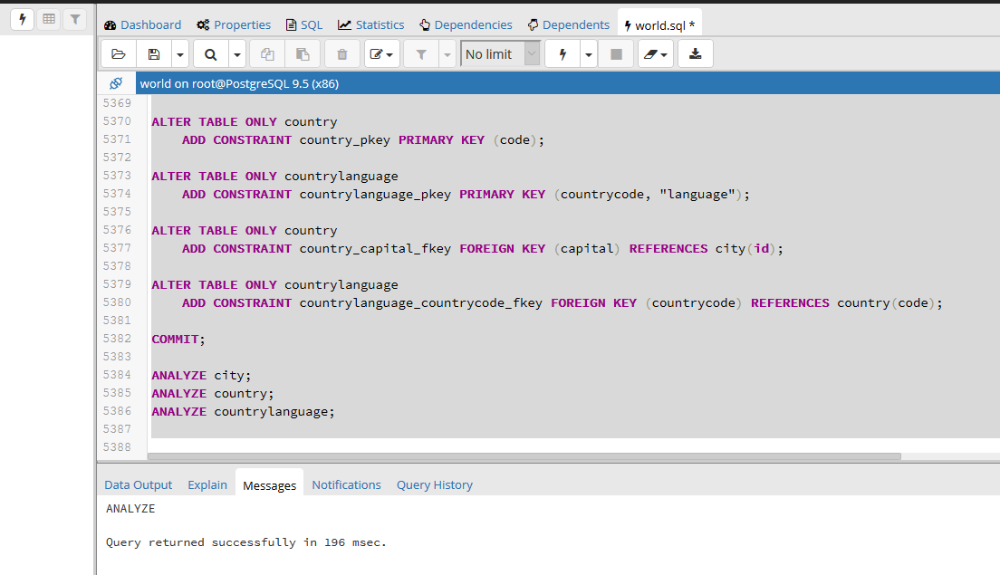 Dashboard Properties SQL Statistics Dependencies Dependents world.sql *
No limit
world on root@PostgreSQL 9.5 (x86)
5369
5370 ALTER TABLE ONLY country
5371     ADD CONSTRAINT country_pkey PRIMARY KEY (code);
5372
5373 ALTER TABLE ONLY countrylanguage
5374     ADD CONSTRAINT countrylanguage_pkey PRIMARY KEY (countrycode, "language");
5375
5376 ALTER TABLE ONLY country
5377     ADD CONSTRAINT country_capital_fkey FOREIGN KEY (capital) REFERENCES city(id);
5378
5379 ALTER TABLE ONLY countrylanguage
5380     ADD CONSTRAINT countrylanguage_countrycode_fkey FOREIGN KEY (countrycode) REFERENCES country(code);
5381
5382 COMMIT;
5383
5384 ANALYZE city;
5385 ANALYZE country;
5386 ANALYZE countrylanguage;
5387
5388
Data Output Explain Messages Notifications Query History
ANALYZE
Query returned successfully in 196 msec.